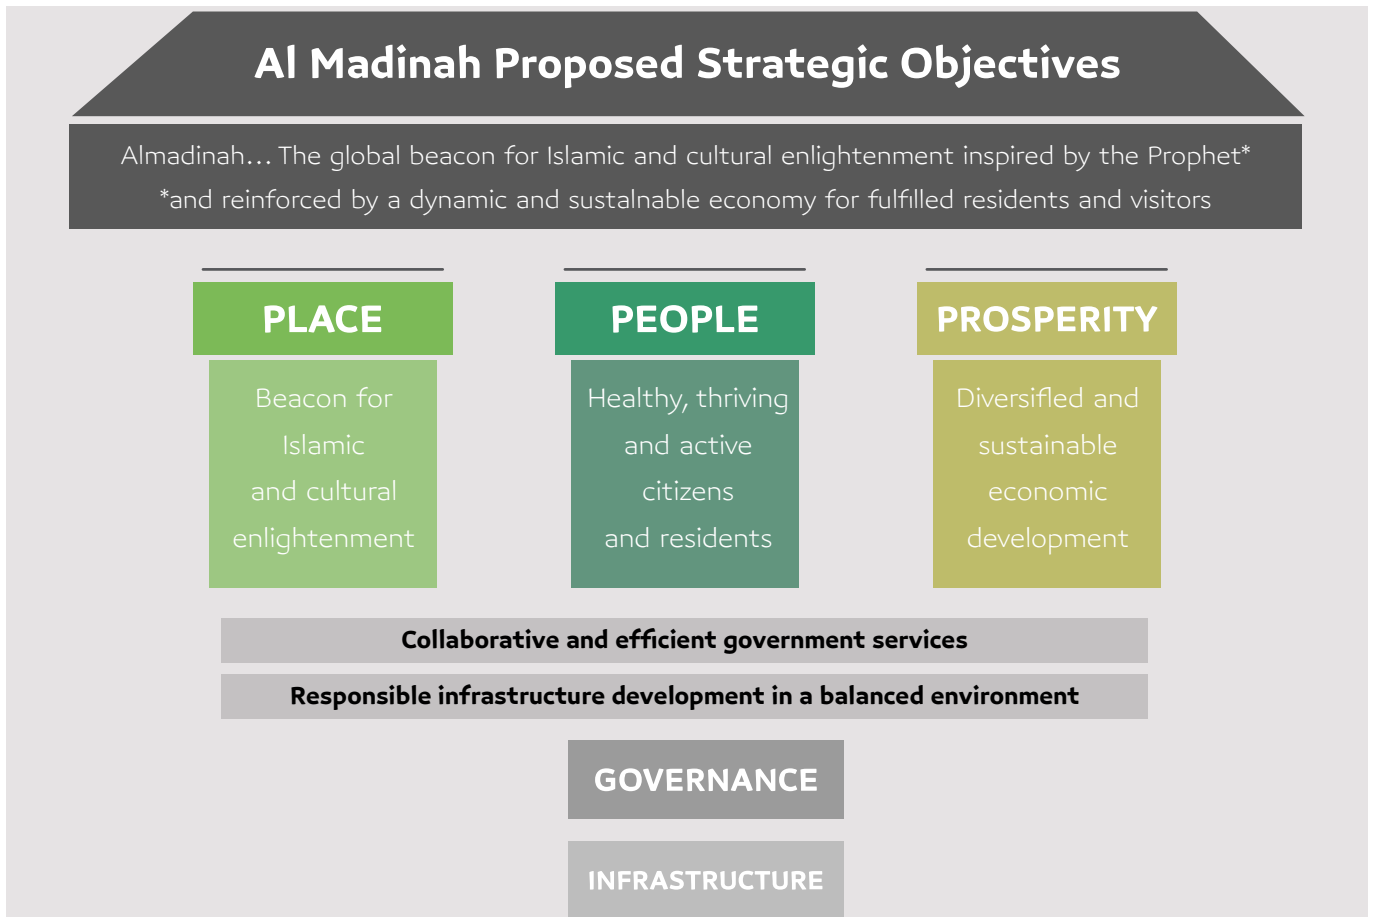 Al Madinah Proposed Strategic Objectives
Almadinah... The global beacon for Islamic and cultural enlightenment inspired by the Prophet*
*and reinforced by a dynamic and sustalnable economy for fulfilled residents and visitors
PLACE
Beacon for
Islamic
and cultural
enlightenment
PEOPLE
Healthy, thriving
and active
citizens
and residents
PROSPERITY
Diversifled and
sustainable
economic
development
Collaborative and efficient government services
Responsible infrastructure development in a balanced environment
GOVERNANCE
INFRASTRUCTURE